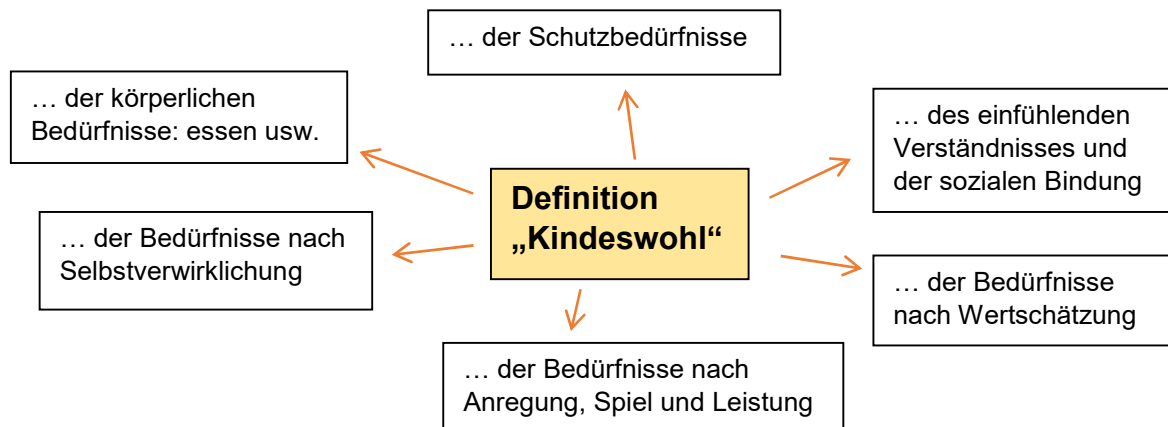 … der Schutzbedürfnisse
… der körperlichen
Bedürfnisse: essen usw.
… des einfühlenden
Verständnisses und
der sozialen Bindung
Definition
„Kindeswohl“
… der Bedürfnisse nach
Selbstverwirklichung
… der Bedürfnisse
nach Wertschätzung
… der Bedürfnisse nach
Anregung, Spiel und Leistung